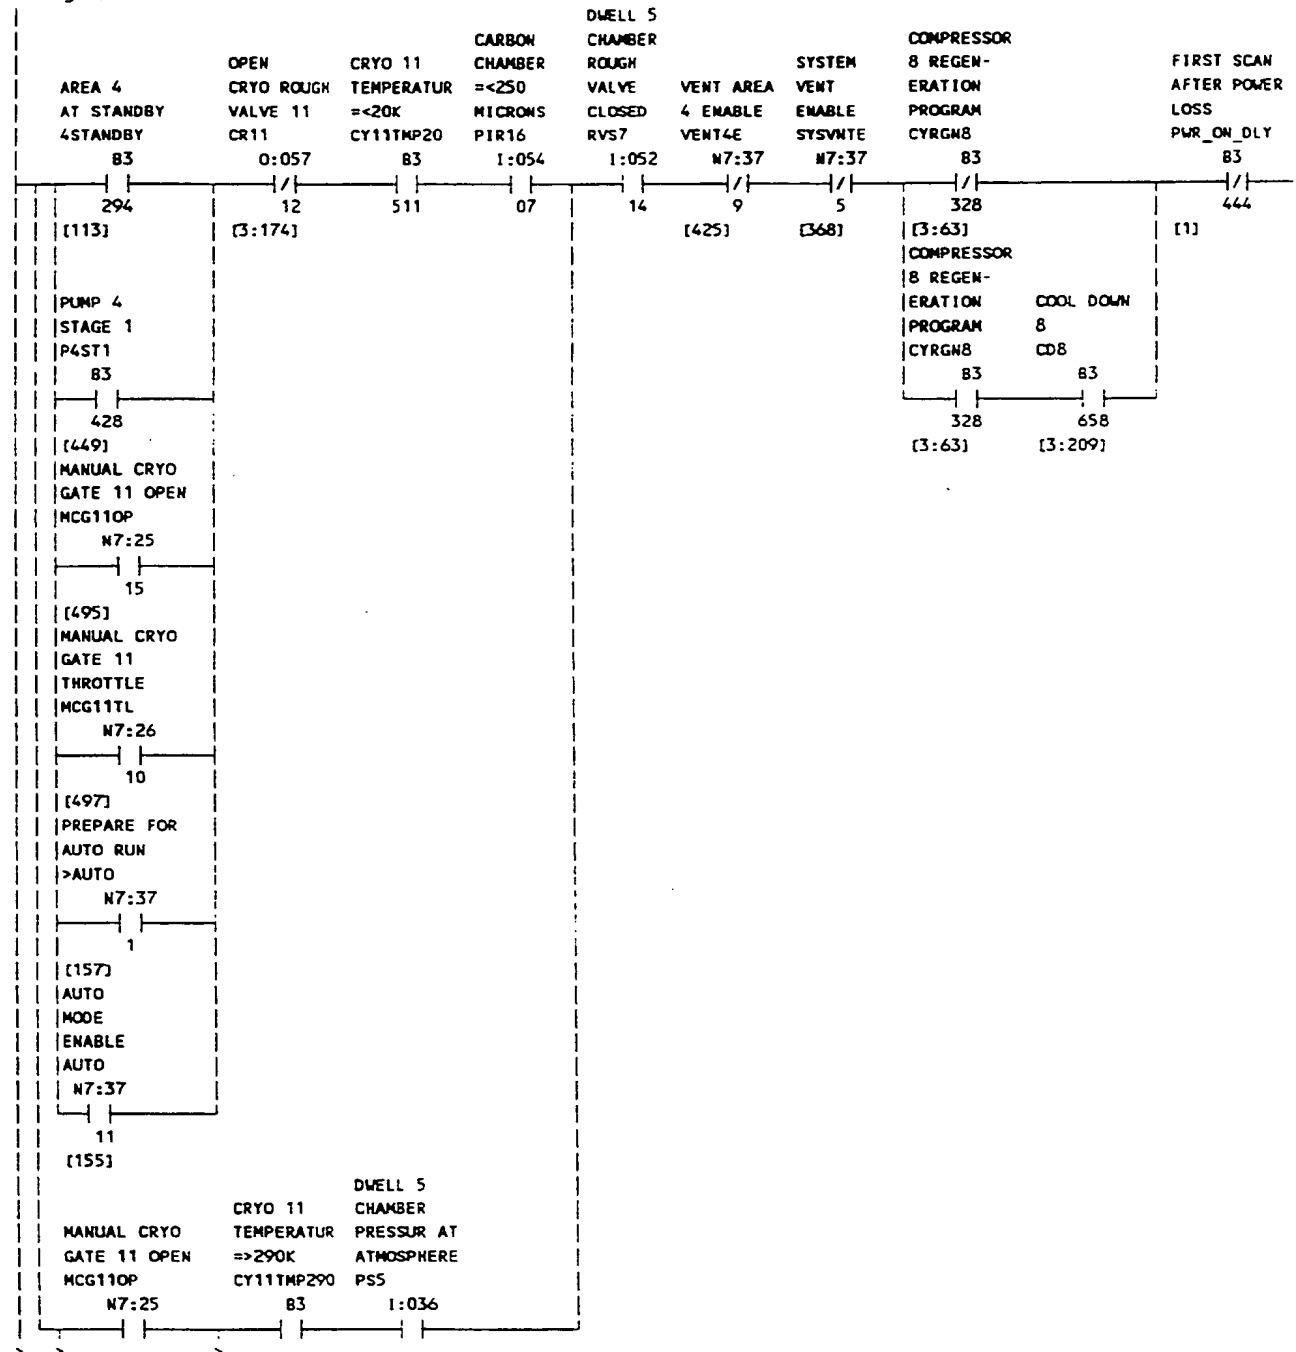 DWELL 5
CARBON CHAMBER COMPRESSOR
OPEN CRYO 11 CHAMBER ROUGH SYSTEM 8 REGEN- FIRST SCAN
AREA 4 CRYO ROUGH TEMPERATUR =<250 VALVE VENT AREA VENT ERATION AFTER POWER
AT STANDBY VALVE 11 =<20K MICRONS CLOSED 4 ENABLE ENABLE PROGRAM LOSS
4STANDBY CR11 CY11TMP20 PIR16 RVS7 VENT4E SYSVNTE CYRGN8 PWR_ON_DLY
B3 O:057 B3 I:054 I:052 N7:37 N7:37 B3 B3
294 12 511 07 14 9 5 328 444
[113] [3:174] [425] [368] [3:63] [1]
COMPRESSOR
8 REGEN-
PUMP 4 ERATION COOL DOWN
STAGE 1 PROGRAM 8
P4ST1 CYRGN8 CD8
B3 B3 B3
428 328 658
[449] [3:63] [3:209]
MANUAL CRYO
GATE 11 OPEN
MCG11OP
N7:25
15
[495]
MANUAL CRYO
GATE 11
THROTTLE
MCG11TL
N7:26
10
[497]
PREPARE FOR
AUTO RUN
>AUTO
N7:37
1
[157]
AUTO
MODE
ENABLE
AUTO
N7:37
11
[155]
DWELL 5
CRYO 11 CHAMBER
MANUAL CRYO TEMPERATUR PRESSUR AT
GATE 11 OPEN =>290K ATMOSPHERE
MCG11OP CY11TMP290 PS5
N7:25 B3 I:036